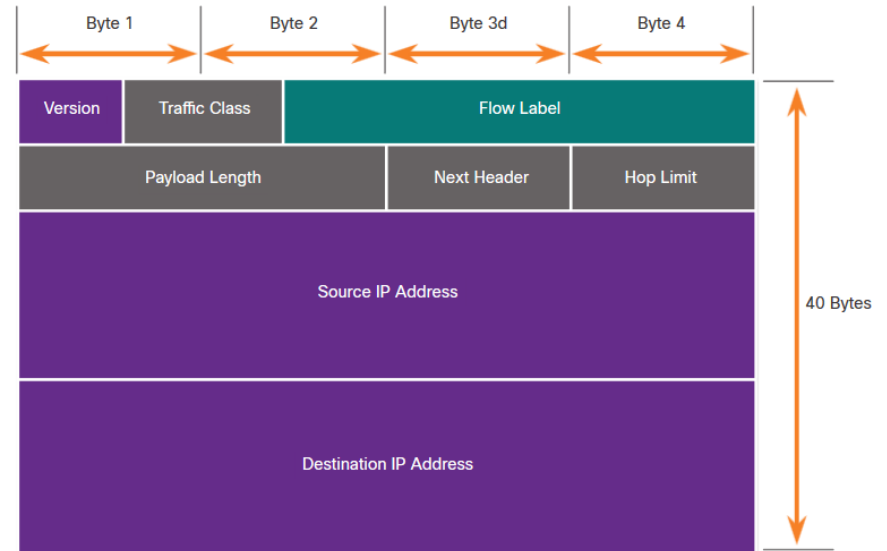 Byte 1 Byte 2 Byte 3d Byte 4
Version Traffic Class Flow Label
Payload Length Next Header Hop Limit
Source IP Address
40 Bytes
Destination IP Address